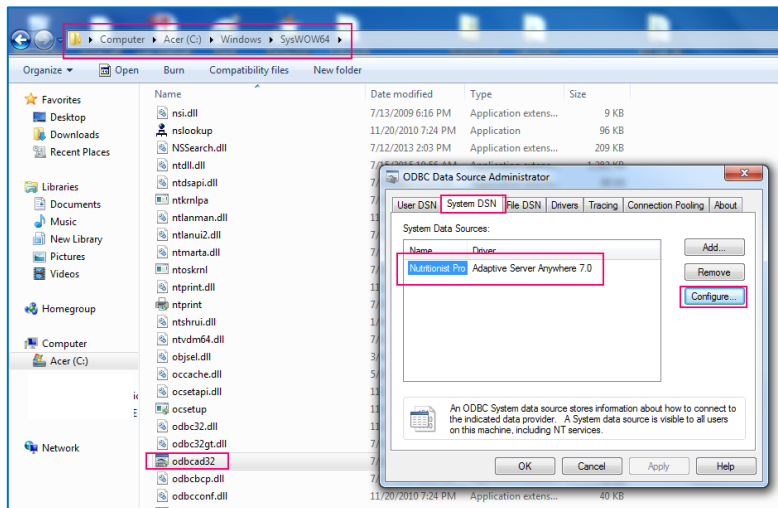 Computer ▸ Acer (C:) ▸ Windows ▸ SysWOW64 ▸
Organize ▾ Open Burn Compatibility files New folder
Favorites
Desktop
Downloads
Recent Places
Libraries
Documents
Music
New Library
Pictures
Videos
Homegroup
Computer
Acer (C:)
Network
Name Date modified Type Size
nsi.dll 7/13/2009 6:16 PM Application extens... 9 KB
nslookup 11/20/2010 7:24 PM Application 96 KB
NSSearch.dll 7/12/2013 2:03 PM Application extens... 209 KB
ntdll.dll
ntdsapi.dll
ntkrnlpa
ntlanman.dll
ntlanui2.dll
ntmarta.dll
ntoskrnl
ntprint.dll
ntprint
ntshrui.dll
ntvdm64.dll
objsel.dll
occache.dll
ocsetapi.dll
ocsetup
odbc32.dll
odbc32gt.dll
odbcad32
odbcbcp.dll
odbcconf.dll 11/20/2010 7:24 PM Application extens... 40 KB
ODBC Data Source Administrator
User DSN System DSN File DSN Drivers Tracing Connection Pooling About
System Data Sources:
Name Driver
Nutritionist Pro Adaptive Server Anywhere 7.0
Add...
Remove
Configure...
An ODBC System data source stores information about how to connect to
the indicated data provider. A System data source is visible to all users
on this machine, including NT services.
OK Cancel Apply Help